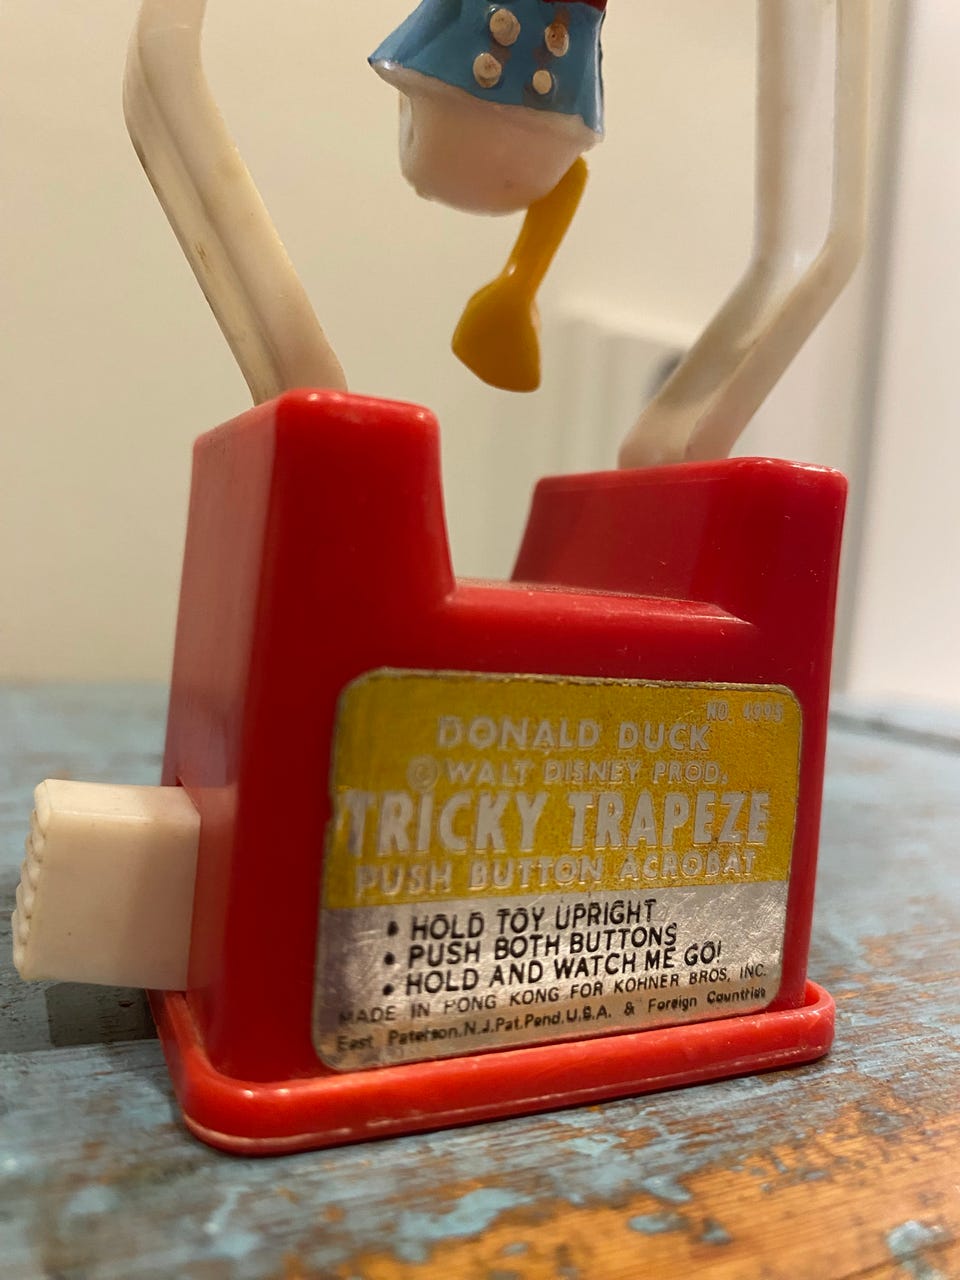 NO. 4995
DONALD DUCK
© WALT DISNEY PROD.
TRICKY TRAPEZE
PUSH BUTTON ACROBAT
• HOLD TOY UPRIGHT
• PUSH BOTH BUTTONS
• HOLD AND WATCH ME GO!
MADE IN HONG KONG FOR KOHNER BROS, INC.
East Paterson, N.J. Pat. Pend. U.S.A. & Foreign Countries